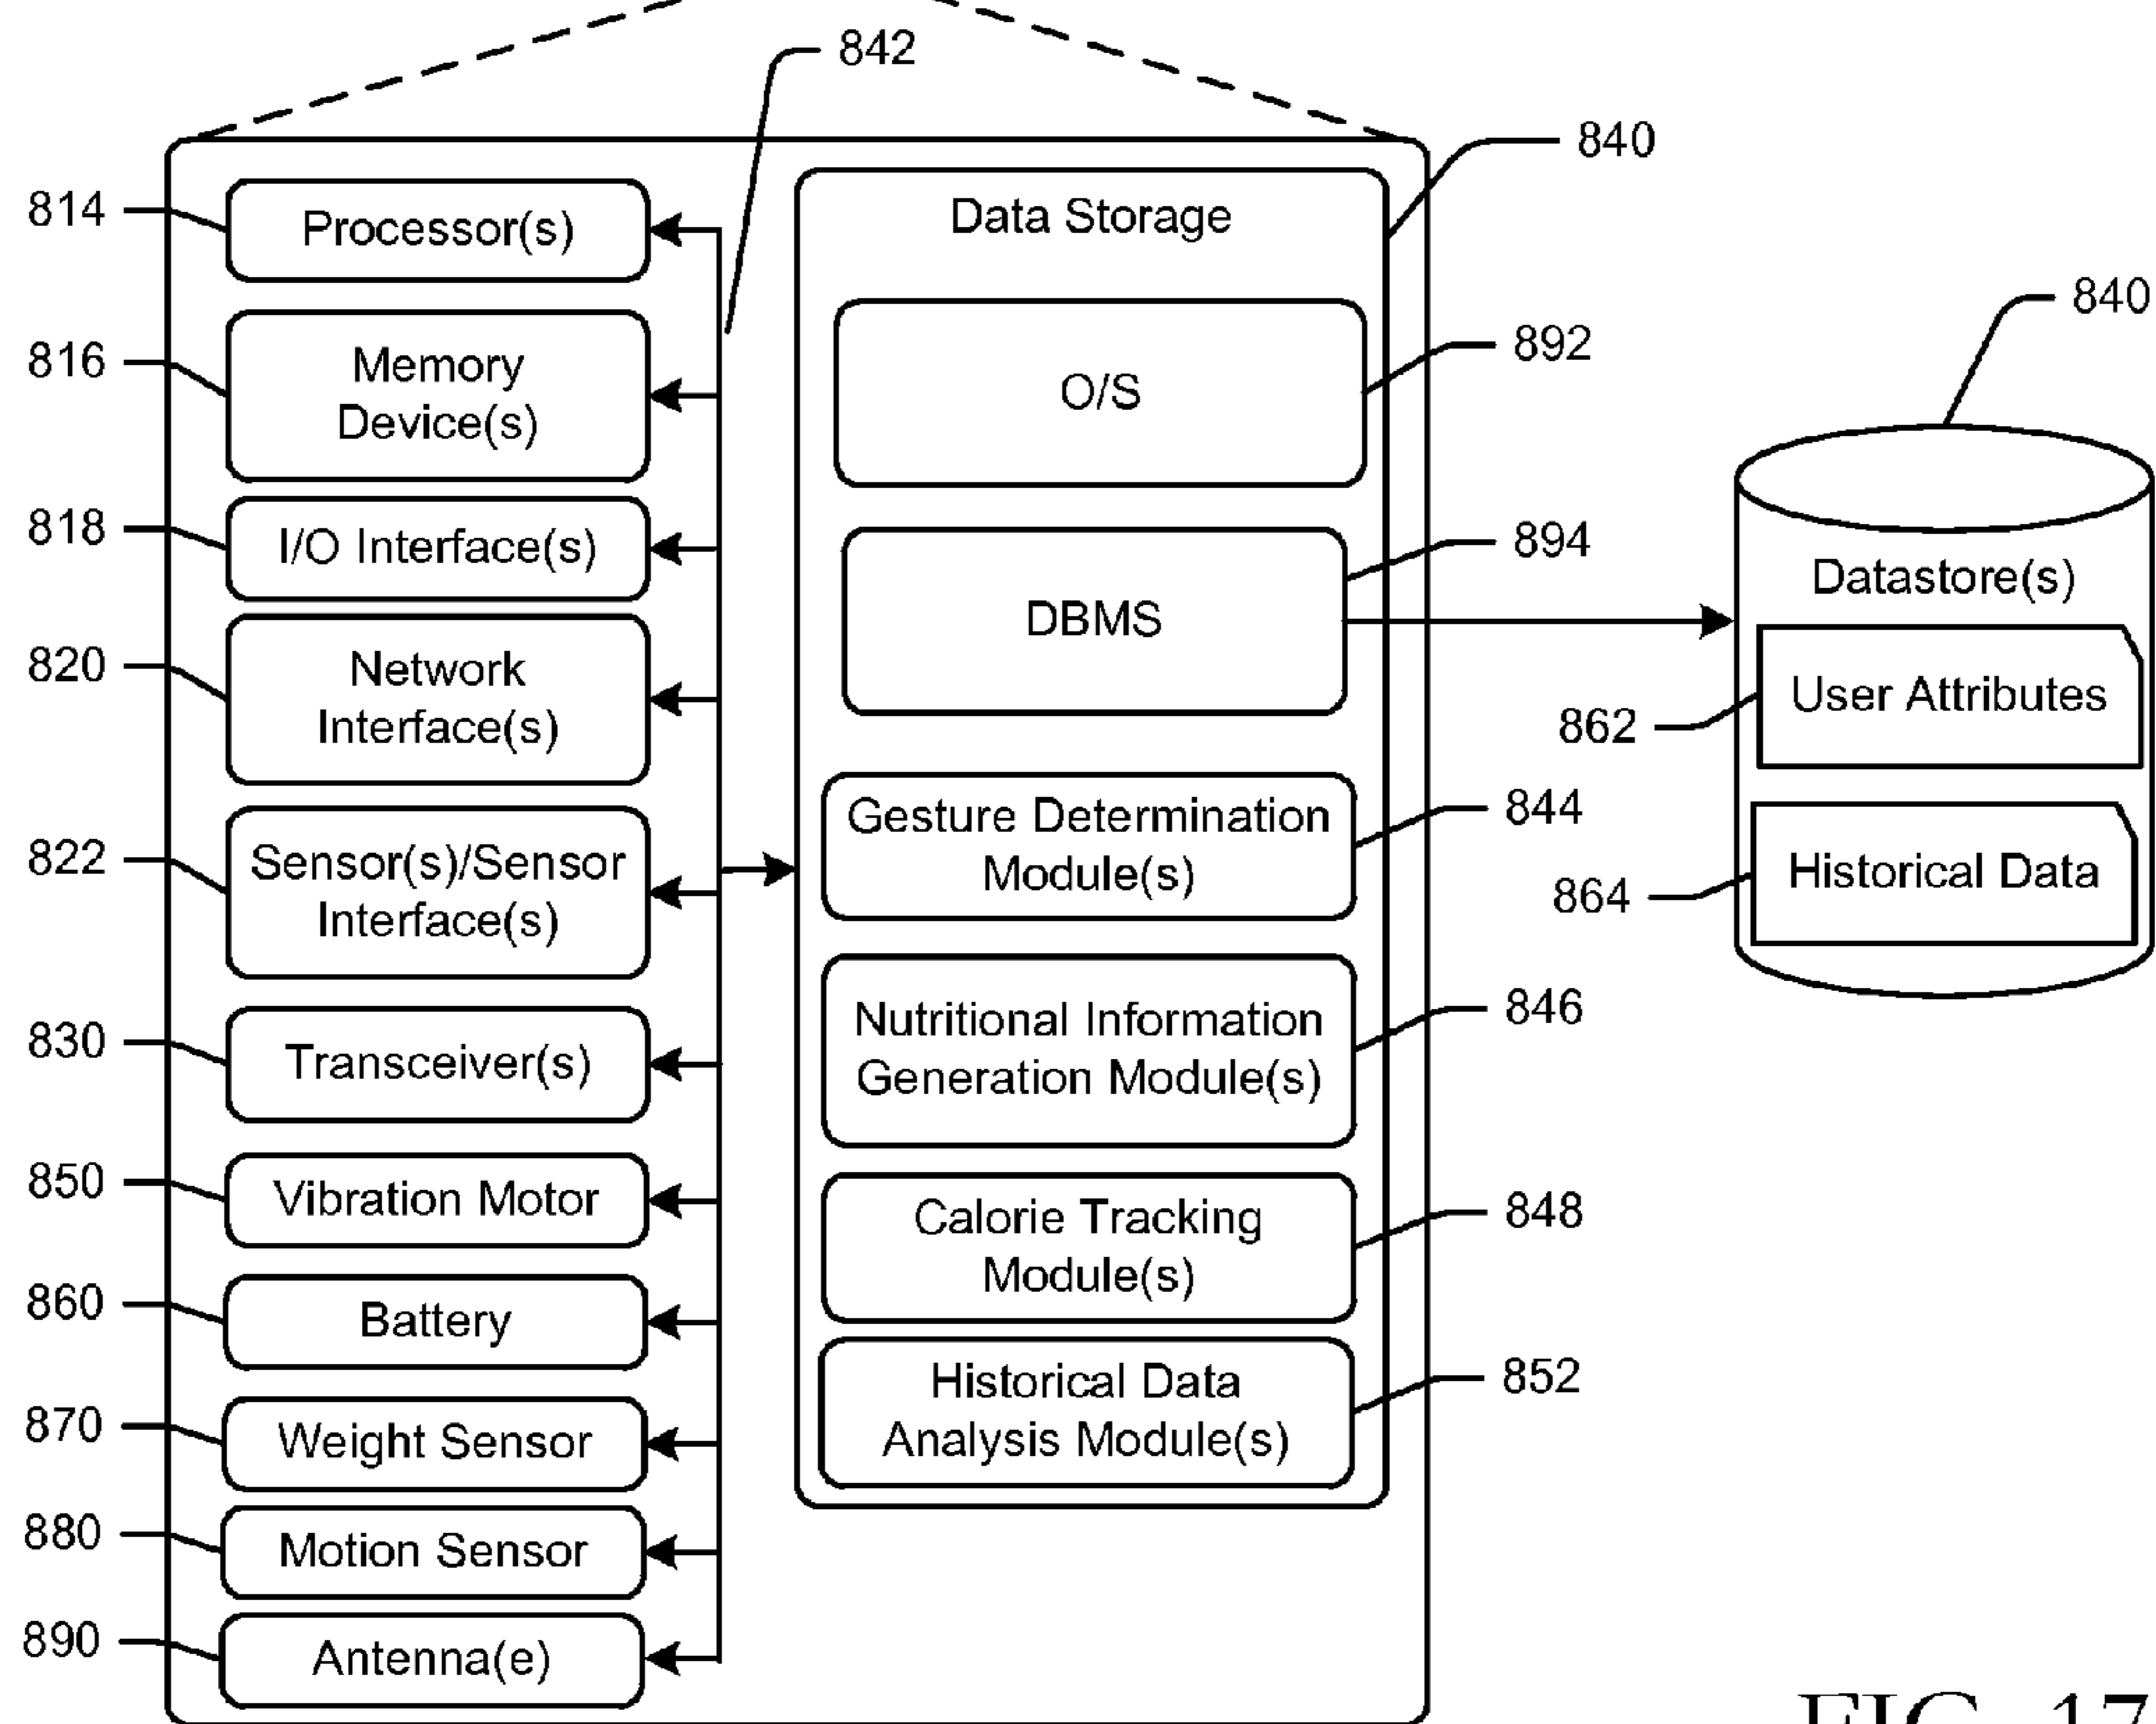 842
840
814
Processor(s)
Data Storage
840
816
Memory
Device(s)
O/S
892
818
I/O Interface(s)
DBMS
894
Datastore(s)
820
Network
Interface(s)
User Attributes
862
822
Sensor(s)/Sensor
Interface(s)
Gesture Determination
Module(s)
844
Historical Data
864
830
Transceiver(s)
Nutritional Information
Generation Module(s)
846
850
Vibration Motor
Calorie Tracking
Module(s)
848
860
Battery
870
Weight Sensor
Historical Data
Analysis Module(s)
852
880
Motion Sensor
890
Antenna(e)
FIG. 17